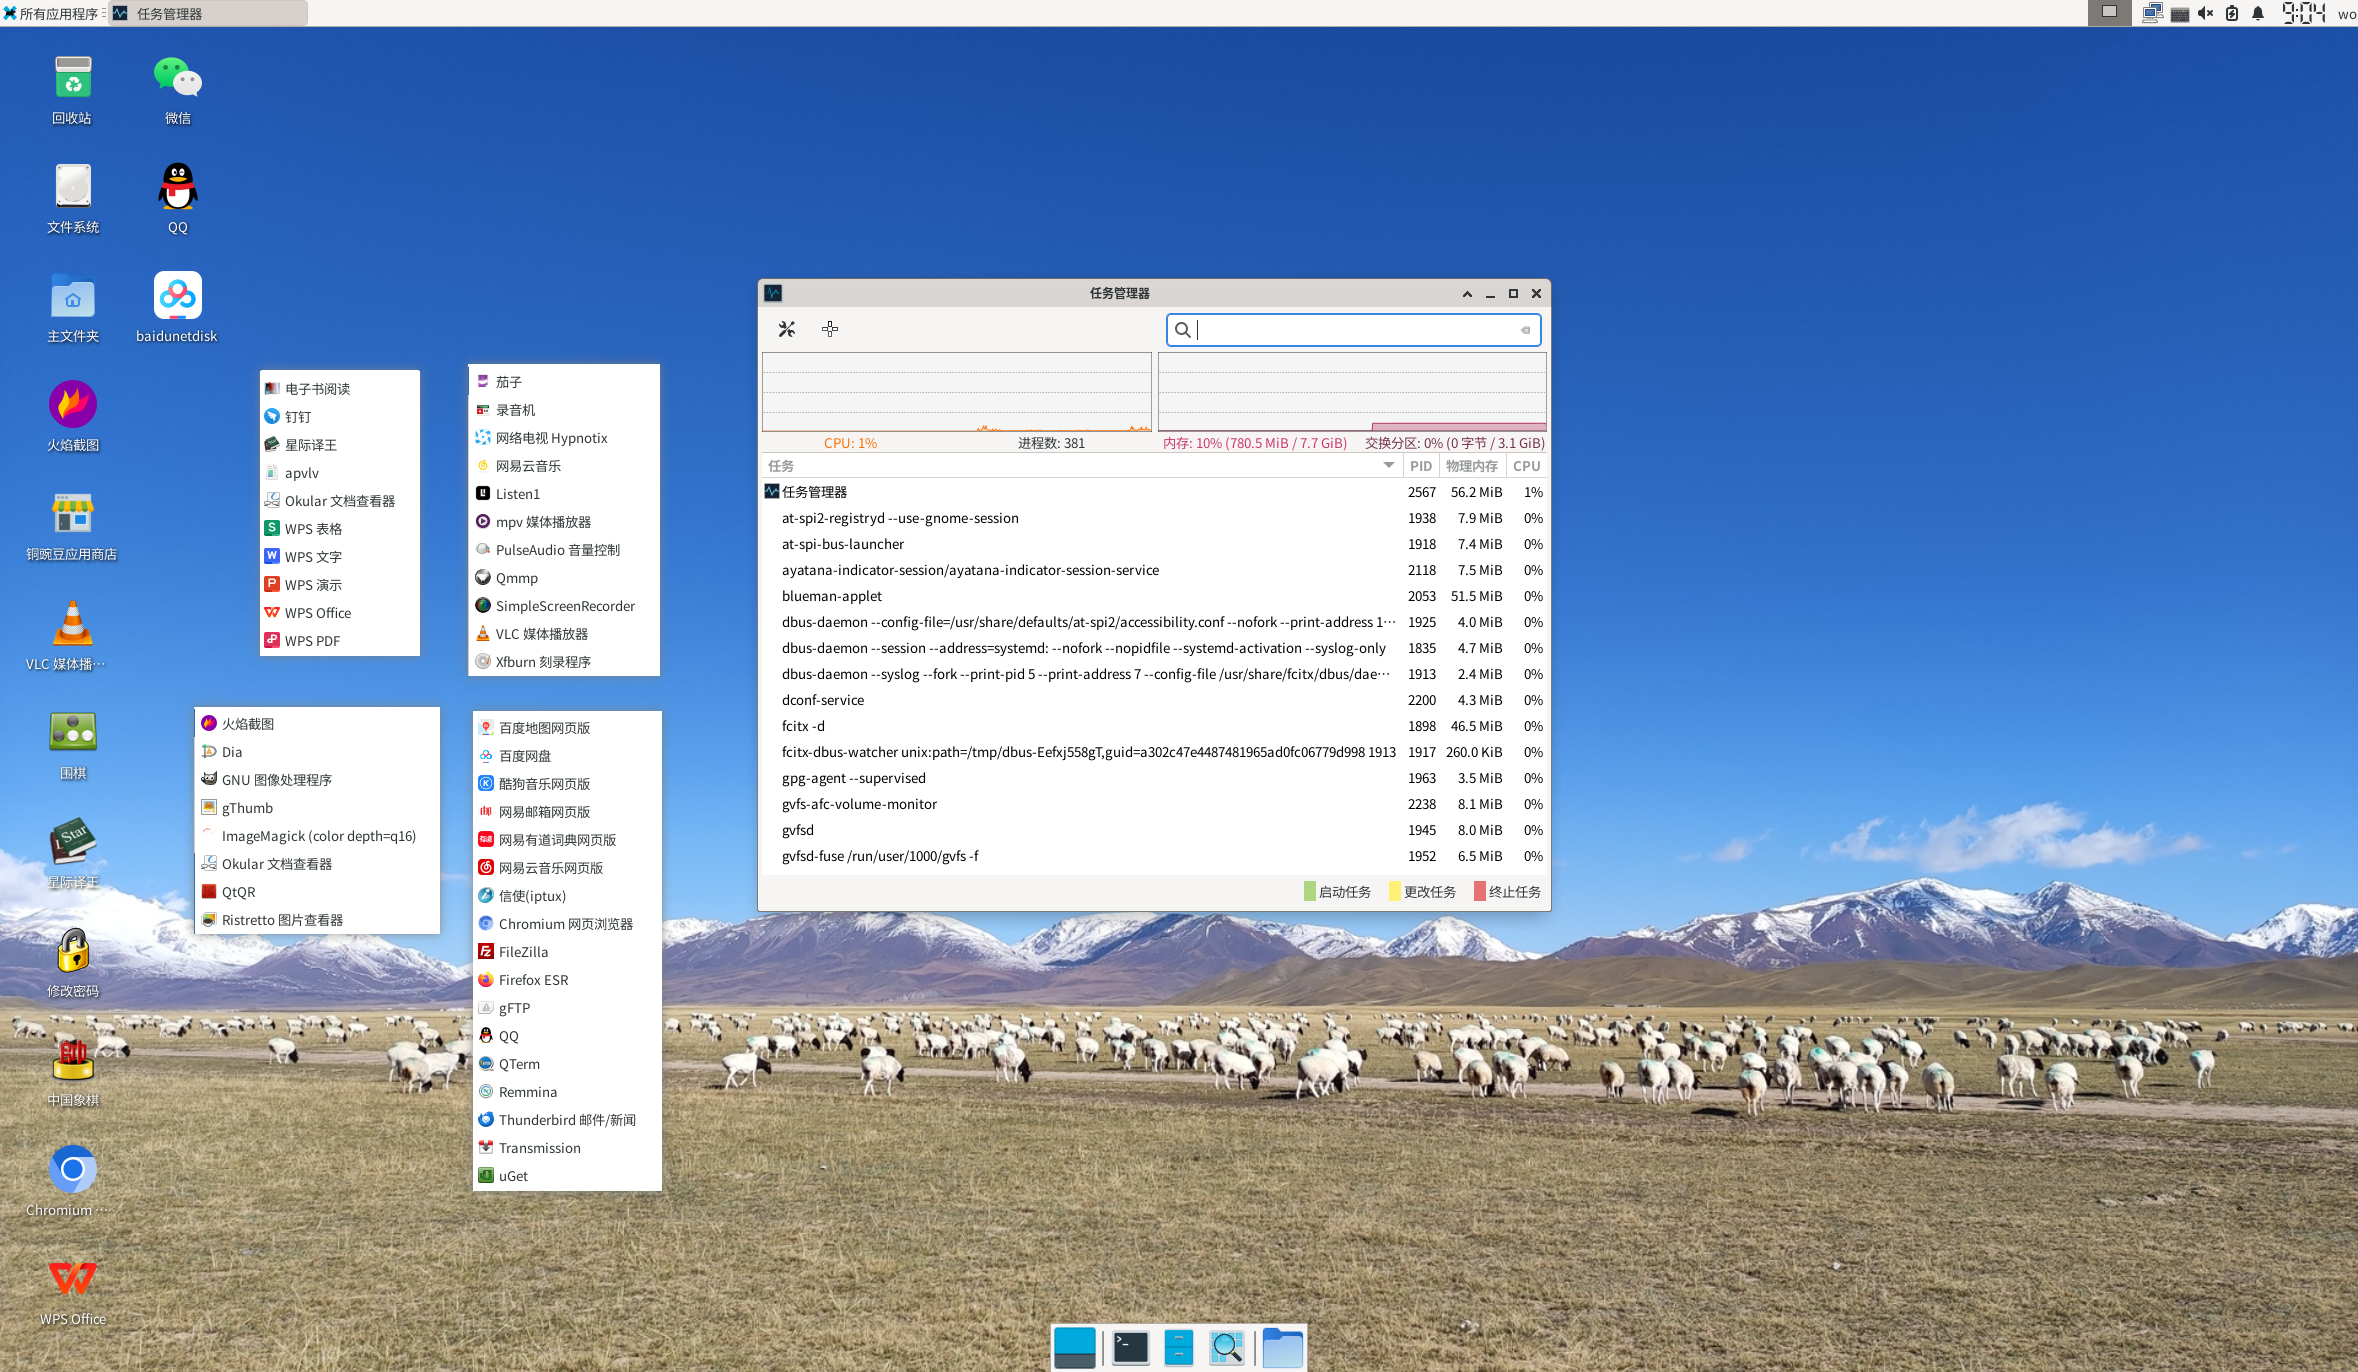 所有应用程序
任务管理器
9:04
wo
回收站
微信
文件系统
QQ
主文件夹
baidunetdisk
火焰截图
铜豌豆应用商店
VLC 媒体播…
围棋
星际译王
修改密码
中国象棋
Chromium …
WPS Office
电子书阅读
钉钉
星际译王
apvlv
Okular 文档查看器
WPS 表格
WPS 文字
WPS 演示
WPS Office
WPS PDF
茄子
录音机
网络电视 Hypnotix
网易云音乐
Listen1
mpv 媒体播放器
PulseAudio 音量控制
Qmmp
SimpleScreenRecorder
VLC 媒体播放器
Xfburn 刻录程序
火焰截图
Dia
GNU 图像处理程序
gThumb
ImageMagick (color depth=q16)
Okular 文档查看器
QtQR
Ristretto 图片查看器
百度地图网页版
百度网盘
酷狗音乐网页版
网易邮箱网页版
网易有道词典网页版
网易云音乐网页版
信使(iptux)
Chromium 网页浏览器
FileZilla
Firefox ESR
gFTP
QQ
QTerm
Remmina
Thunderbird 邮件/新闻
Transmission
uGet
任务管理器
CPU: 1% 进程数: 381 内存: 10% (780.5 MiB / 7.7 GiB) 交换分区: 0% (0 字节 / 3.1 GiB)
任务 PID 物理内存 CPU
任务管理器 2567 56.2 MiB 1%
at-spi2-registryd --use-gnome-session 1938 7.9 MiB 0%
at-spi-bus-launcher 1918 7.4 MiB 0%
ayatana-indicator-session/ayatana-indicator-session-service 2118 7.5 MiB 0%
blueman-applet 2053 51.5 MiB 0%
dbus-daemon --config-file=/usr/share/defaults/at-spi2/accessibility.conf --nofork --print-address 1… 1925 4.0 MiB 0%
dbus-daemon --session --address=systemd: --nofork --nopidfile --systemd-activation --syslog-only 1835 4.7 MiB 0%
dbus-daemon --syslog --fork --print-pid 5 --print-address 7 --config-file /usr/share/fcitx/dbus/dae… 1913 2.4 MiB 0%
dconf-service 2200 4.3 MiB 0%
fcitx -d 1898 46.5 MiB 0%
fcitx-dbus-watcher unix:path=/tmp/dbus-Eefxj558gT,guid=a302c47e4487481965ad0fc06779d998 1913 1917 260.0 KiB 0%
gpg-agent --supervised 1963 3.5 MiB 0%
gvfs-afc-volume-monitor 2238 8.1 MiB 0%
gvfsd 1945 8.0 MiB 0%
gvfsd-fuse /run/user/1000/gvfs -f 1952 6.5 MiB 0%
启动任务 更改任务 终止任务